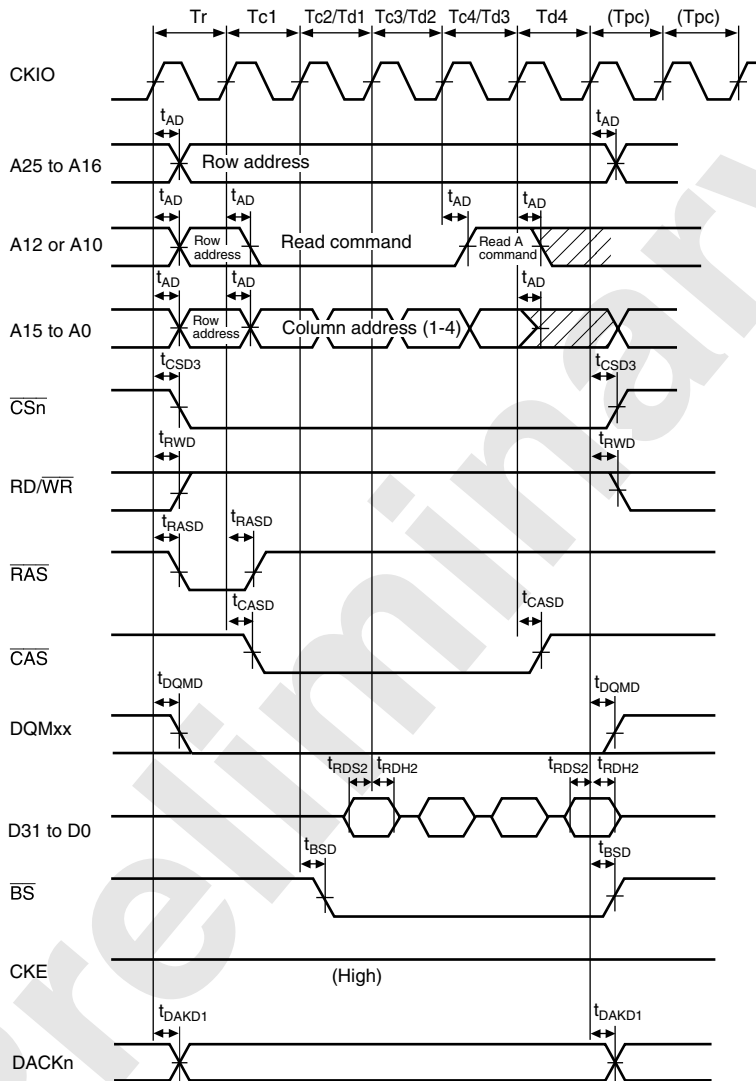 Tr Tc1 Tc2/Td1 Tc3/Td2 Tc4/Td3 Td4 (Tpc) (Tpc)
CKIO
tAD tAD
A25 to A16 Row address
tAD tAD tAD tAD
A12 or A10 Row address Read command Read A command
tAD tAD tAD
A15 to A0 Row address Column address (1-4)
tCSD3 tCSD3
CSn
tRWD tRWD
RD/WR
tRASD tRASD
RAS
tCASD tCASD
CAS
tDQMD tDQMD
DQMxx
tRDS2 tRDH2 tRDS2 tRDH2
D31 to D0
tBSD tBSD
BS
CKE (High)
tDAKD1 tDAKD1
DACKn
Preliminary